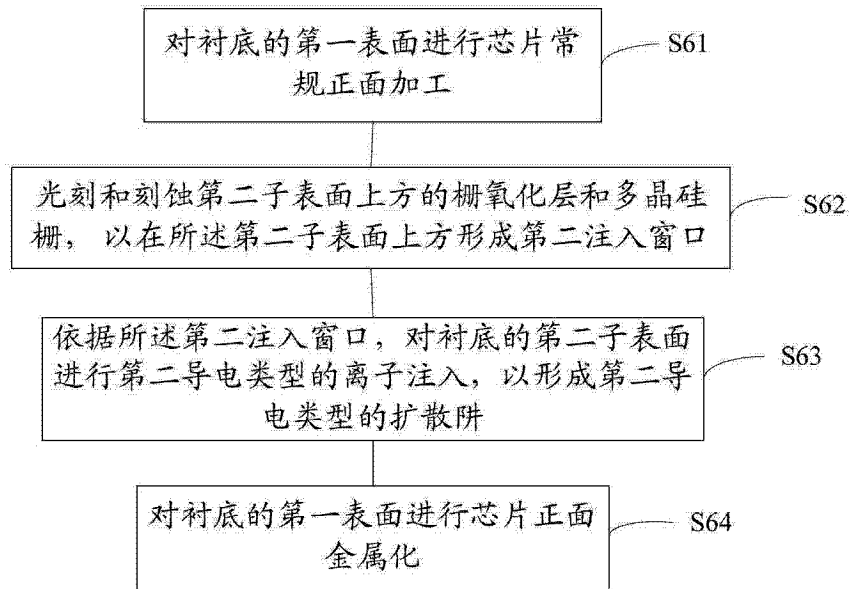 对衬底的第一表面进行芯片常
规正面加工
S61
光刻和刻蚀第二子表面上方的栅氧化层和多晶硅
栅，以在所述第二子表面上方形成第二注入窗口
S62
依据所述第二注入窗口，对衬底的第二子表面
进行第二导电类型的离子注入，以形成第二导
电类型的扩散阱
S63
对衬底的第一表面进行芯片正面
金属化
S64